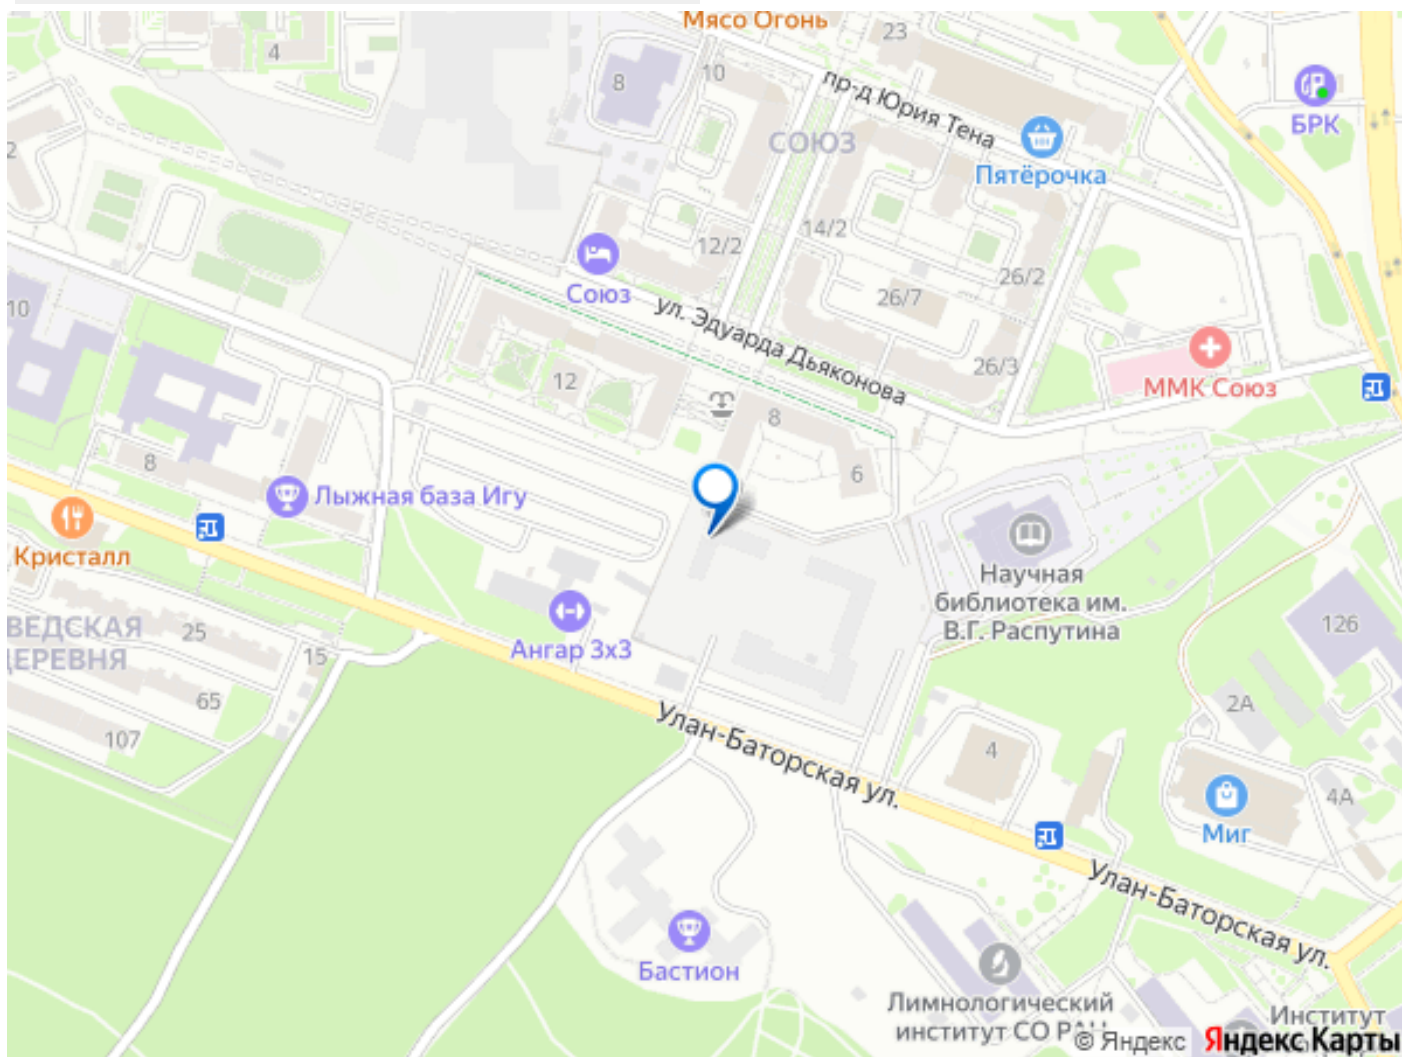 Мясо Огонь
23
4
10
8
пр-д Юрия Тена
БРК
СОЮЗ
Пятёрочка
2
14/2
12/2
26/2
Союз
26/7
10
ул. Эдуарда Дьяконова
26/3
ММК Союз
12
8
8
6
Лыжная база Игу
Кристалл
Научная
библиотека им.
В.Г. Распутина
ВЕДСКАЯ
ДЕРЕВНЯ
25
15
Ангар 3х3
126
65
2А
107
Улан-Баторская ул.
4
4А
Миг
Улан-Баторская ул.
Бастион
Лимнологический
институт СО РАН
Институт
© Яндекс
Яндекс Карты